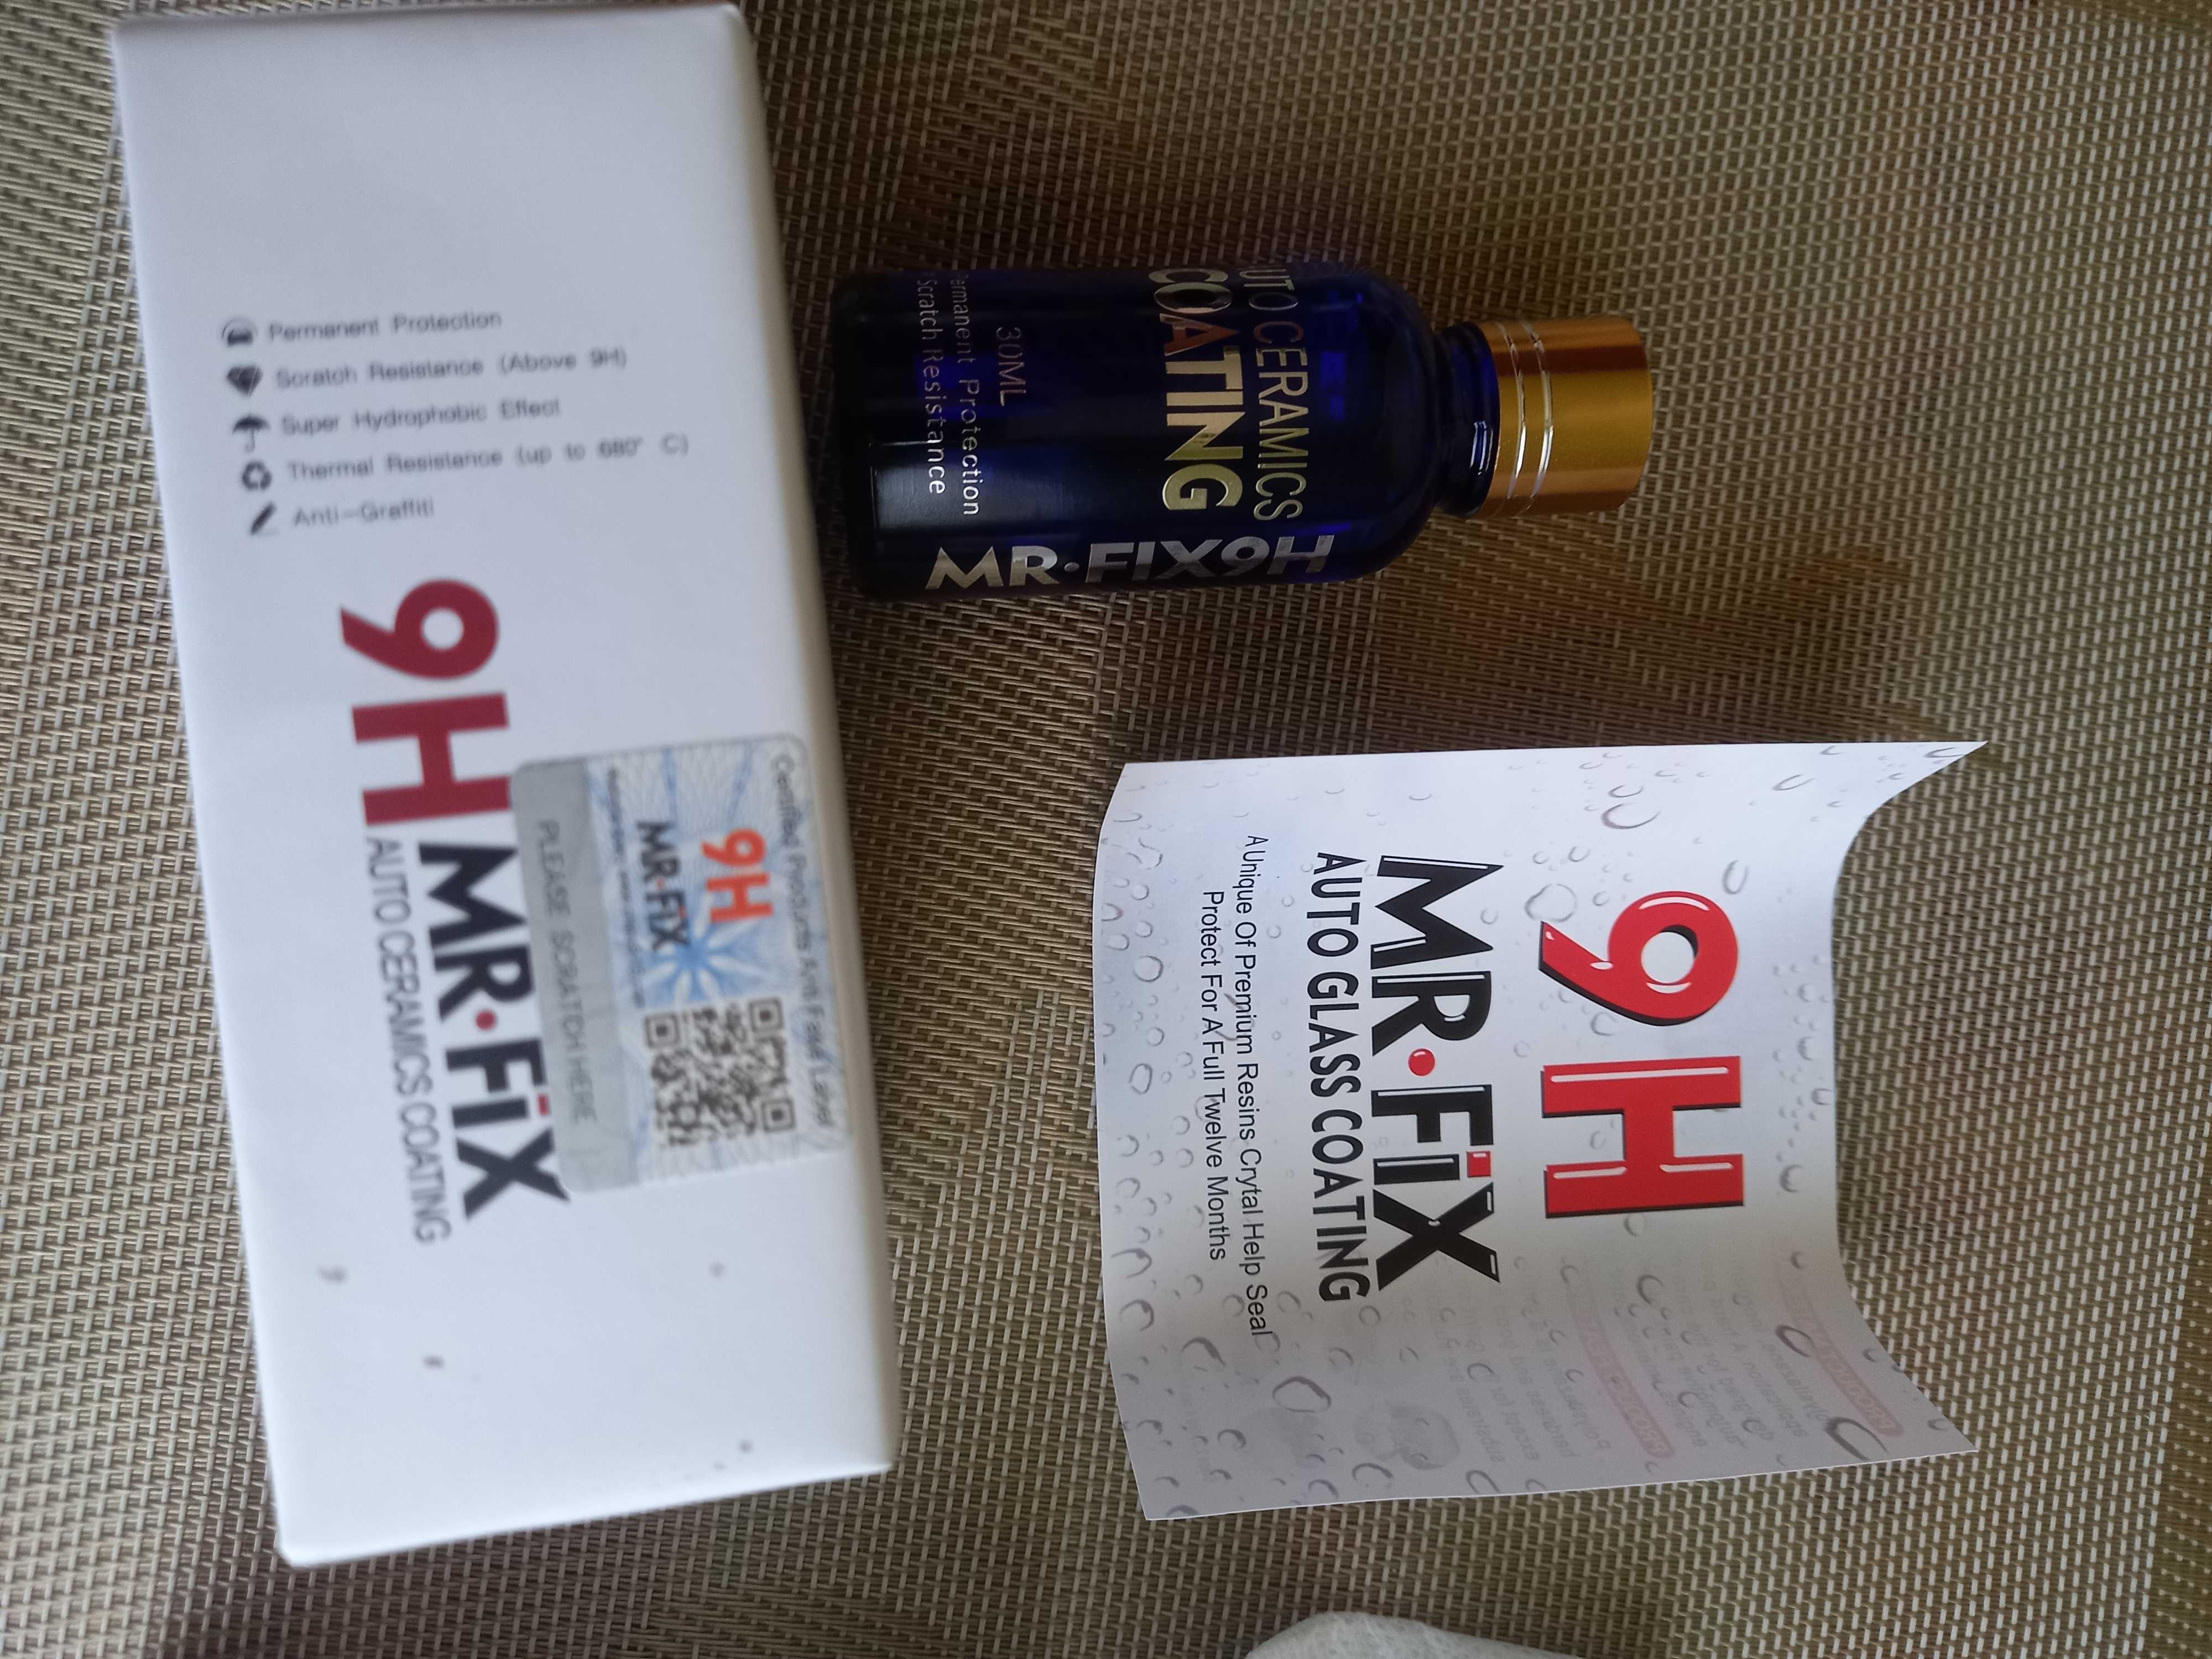 Permanent Protection
Scratch Resistance (Above 9H)
Super Hydrophobic Effect
Thermal Resistance (up to 680° C)
Anti-Graffiti
9H MR·FiX
AUTO CERAMICS COATING
Certified Products Anti Fake Label
9H
MR·FiX
PLEASE SCRATCH HERE
UTO CERAMICS
COATING
30ML
ermanent Protection
Scratch Resistance
MR·FIX9H
9H
MR·FiX
AUTO GLASS COATING
A Unique Of Premium Resins Crytal Help Seal
Protect For A Full Twelve Months